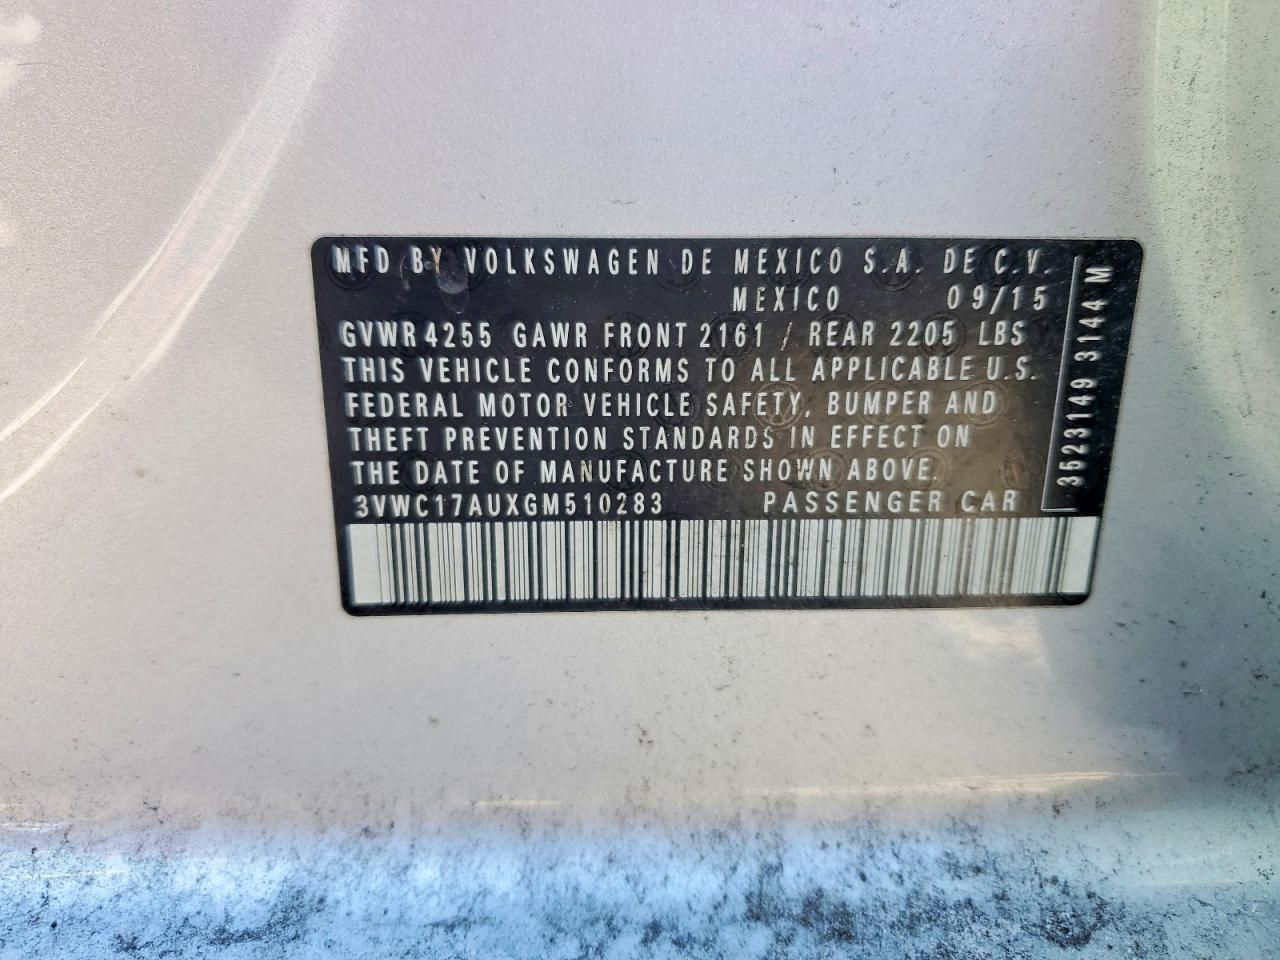 MFD BY VOLKSWAGEN DE MEXICO S.A. DE C.V.
MEXICO 09/15
GVWR 4255 GAWR FRONT 2161 / REAR 2205 LBS
THIS VEHICLE CONFORMS TO ALL APPLICABLE U.S.
FEDERAL MOTOR VEHICLE SAFETY, BUMPER AND
THEFT PREVENTION STANDARDS IN EFFECT ON
THE DATE OF MANUFACTURE SHOWN ABOVE.
3VWC17AUXGM510283 PASSENGER CAR
3523149 3144 M